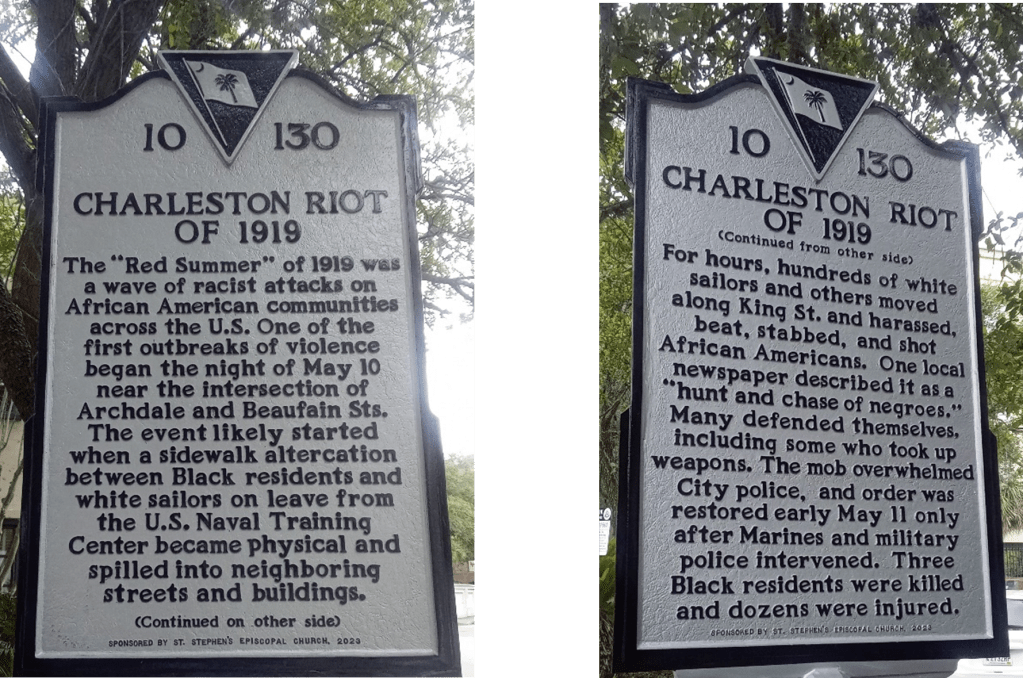 10 130
CHARLESTON RIOT
OF 1919
The "Red Summer" of 1919 was
a wave of racist attacks on
African American communities
across the U.S. One of the
first outbreaks of violence
began the night of May 10
near the intersection of
Archdale and Beaufain Sts.
The event likely started
when a sidewalk altercation
between Black residents and
white sailors on leave from
the U.S. Naval Training
Center became physical and
spilled into neighboring
streets and buildings.
(Continued on other side)
SPONSORED BY ST. STEPHEN'S EPISCOPAL CHURCH, 2023
10 130
CHARLESTON RIOT
OF 1919
(Continued from other side)
For hours, hundreds of white
sailors and others moved
along King St. and harassed,
beat, stabbed, and shot
African Americans. One local
newspaper described it as a
"hunt and chase of negroes."
Many defended themselves,
including some who took up
weapons. The mob overwhelmed
City police, and order was
restored early May 11 only
after Marines and military
police intervened. Three
Black residents were killed
and dozens were injured.
SPONSORED BY ST. STEPHEN'S EPISCOPAL CHURCH, 2023